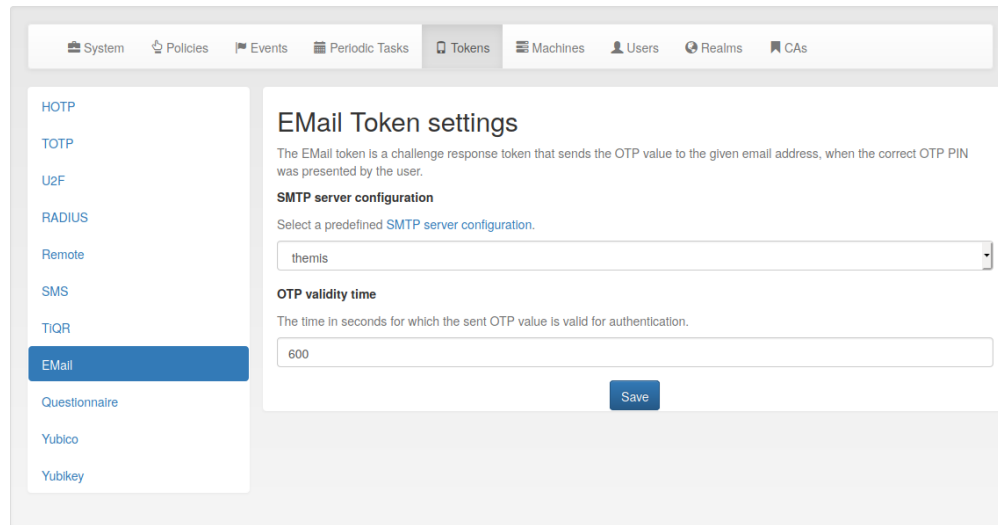 System Policies Events Periodic Tasks Tokens Machines Users Realms CAs
HOTP
TOTP
U2F
RADIUS
Remote
SMS
TiQR
EMail
Questionnaire
Yubico
Yubikey
EMail Token settings
The EMail token is a challenge response token that sends the OTP value to the given email address, when the correct OTP PIN
was presented by the user.
SMTP server configuration
Select a predefined SMTP server configuration.
themis
OTP validity time
The time in seconds for which the sent OTP value is valid for authentication.
600
Save